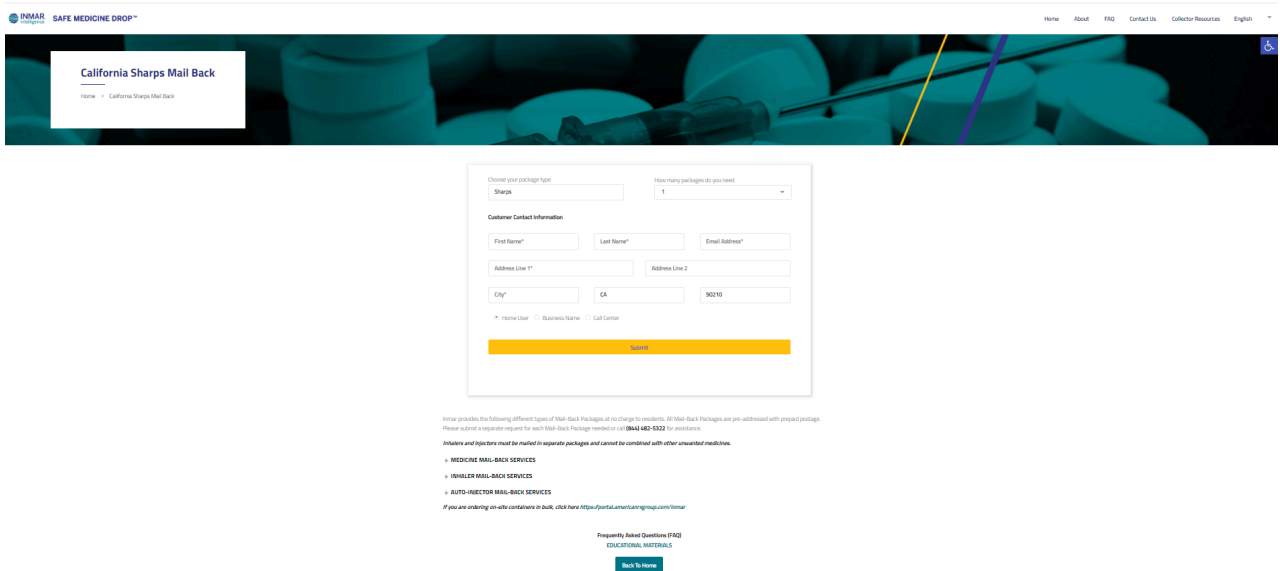 INMAR
Intelligence
SAFE MEDICINE DROP™
Home About FAQ Contact Us Collector Resources English
California Sharps Mail Back
Home California Sharps Mail Back
Choose your package type How many packages do you need
Sharps 1
Customer Contact Information
First Name* Last Name* Email Address*
Address Line 1* Address Line 2
City* CA 90210
Home User Business Name Call Center
Submit
Inmar provides the following different types of Mail-Back Packages at no charge to residents. All Mail-Back Packages are pre-addressed with prepaid postage.
Please submit a separate request for each Mail-Back Package needed or call (844) 482-5322 for assistance.
Inhalers and Injectors must be mailed in separate packages and cannot be combined with other unwanted medicines.
+ MEDICINE MAIL-BACK SERVICES
+ INHALER MAIL-BACK SERVICES
+ AUTO-INJECTOR MAIL-BACK SERVICES
If you are ordering on-site containers in bulk, click here https://portal.americanrxgroup.com/inmar
Frequently Asked Questions (FAQ)
EDUCATIONAL MATERIALS
Back To Home